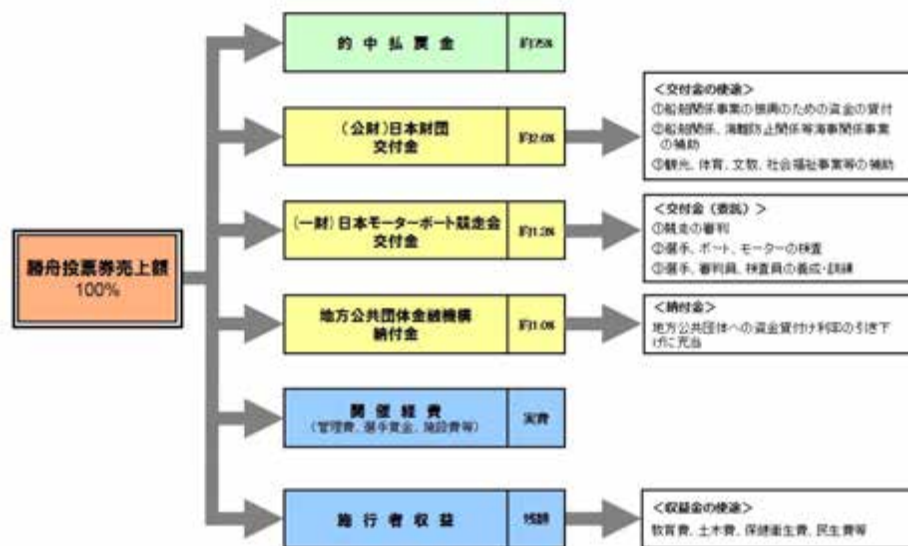 勝舟投票券売上額
100%
的中払戻金
約75%
(公財)日本財団
交付金
約2.6%
<交付金の使途>
①船舶関係事業の振興のための資金の貸付
②船舶関係、海難防止関係等海事関係事業
の補助
③観光、体育、文教、社会福祉事業等の補助
(一財)日本モーターボート競走会
交付金
約1.3%
<交付金(委託)>
①競走の審判
②選手、ボート、モーターの検査
③選手、審判員、検査員の養成・訓練
地方公共団体金融機構
納付金
約1.0%
<納付金>
地方公共団体への資金貸付け利率の引き下
げに充当
開催経費
(管理費、選手賞金、施設費等)
実費
施行者収益
残額
<収益金の使途>
教育費、土木費、保健衛生費、民生費等